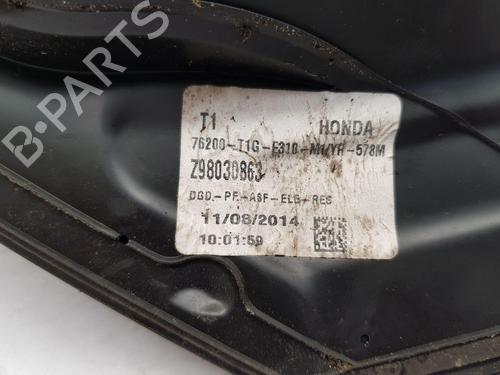 B-PARTS
T1 HONDA
76200-T1G-E310-M1/YR-578M
Z98030863
DGD.-PF-ASF-ELG-RES
11/08/2014
10:01:59